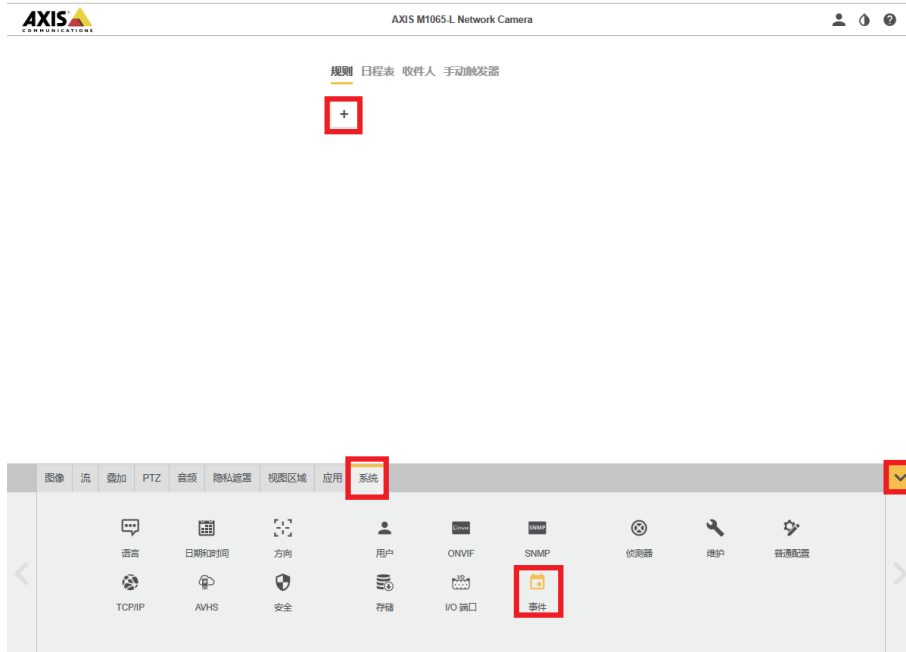 AXIS
COMMUNICATIONS
AXIS M1065-L Network Camera
规则 日程表 收件人 手动触发器
+
图像 流 叠加 PTZ 音频 隐私遮罩 视图区域 应用 系统
Onvif SNMP
语言 日期和时间 方向 用户 ONVIF SNMP 侦测器 维护 普通配置
I/O
TCP/IP AVHS 安全 存储 I/O 端口 事件